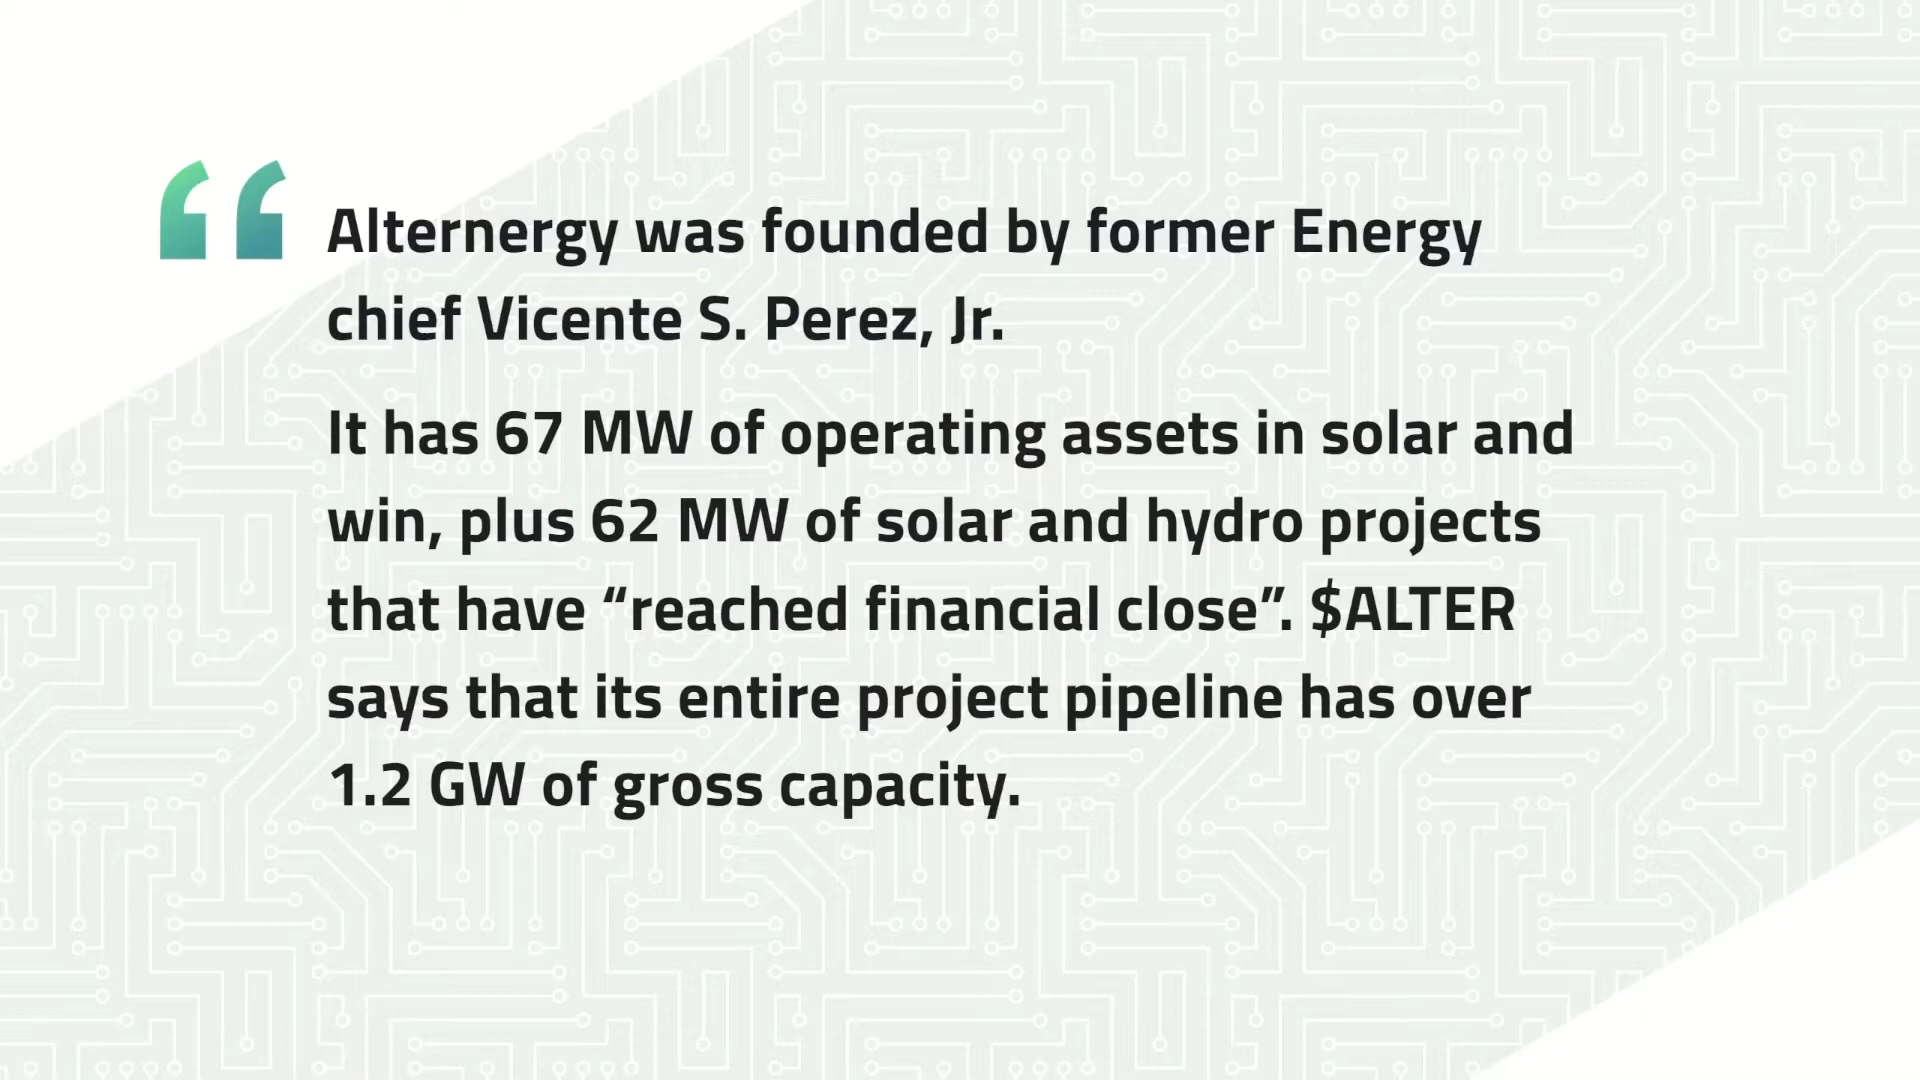 Alternergy was founded by former Energy
chief Vicente S. Perez, Jr.
It has 67 MW of operating assets in solar and
win, plus 62 MW of solar and hydro projects
that have “reached financial close”. $ALTER
says that its entire project pipeline has over
1.2 GW of gross capacity.